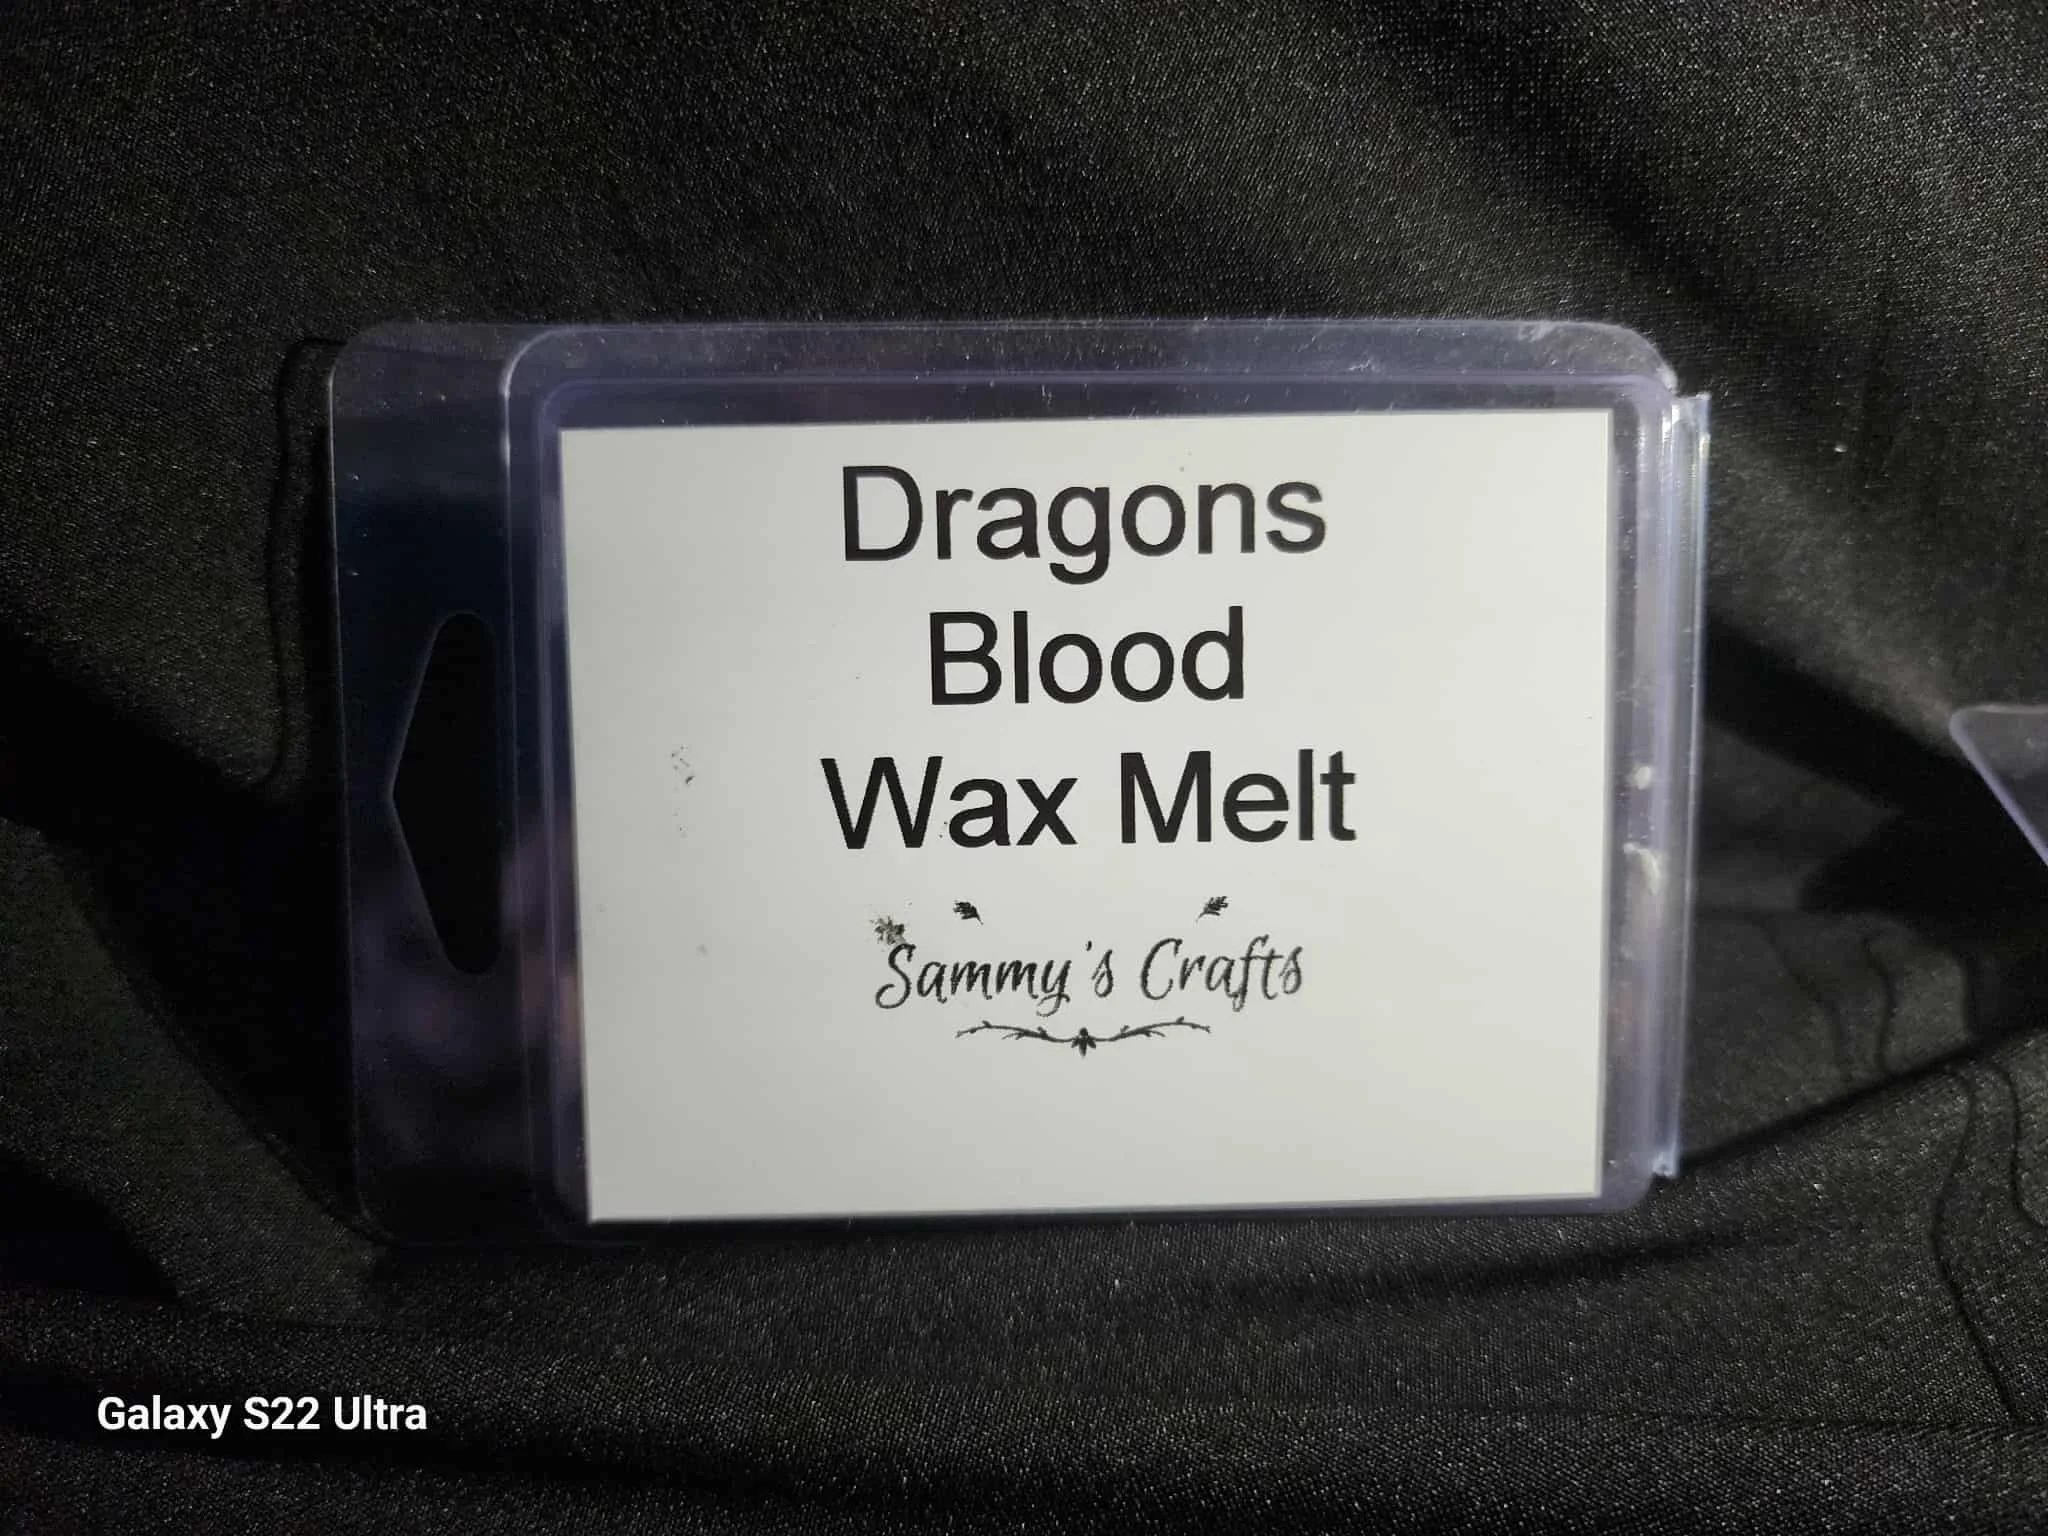 Dragons
Blood
Wax Melt
Sammy's Crafts
Galaxy S22 Ultra